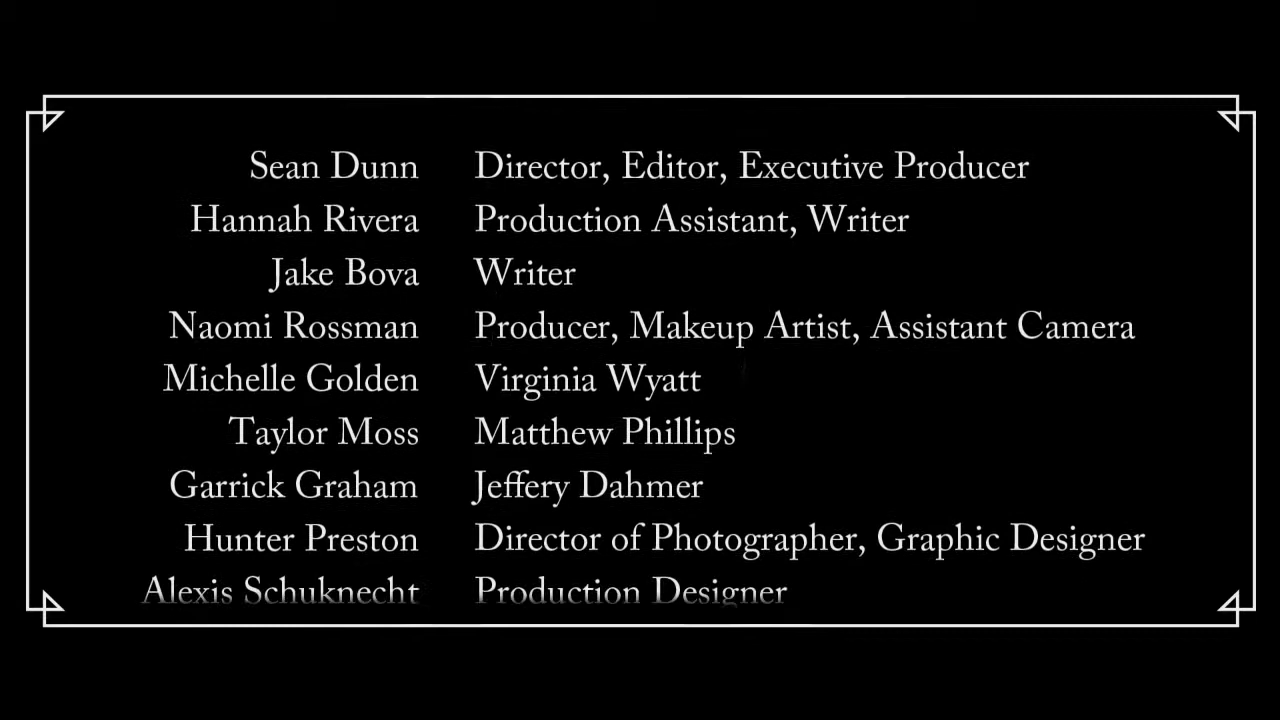 Sean Dunn Director, Editor, Executive Producer
Hannah Rivera Production Assistant, Writer
Jake Bova Writer
Naomi Rossman Producer, Makeup Artist, Assistant Camera
Michelle Golden Virginia Wyatt
Taylor Moss Matthew Phillips
Garrick Graham Jeffery Dahmer
Hunter Preston Director of Photographer, Graphic Designer
Alexis Schuknecht Production Designer